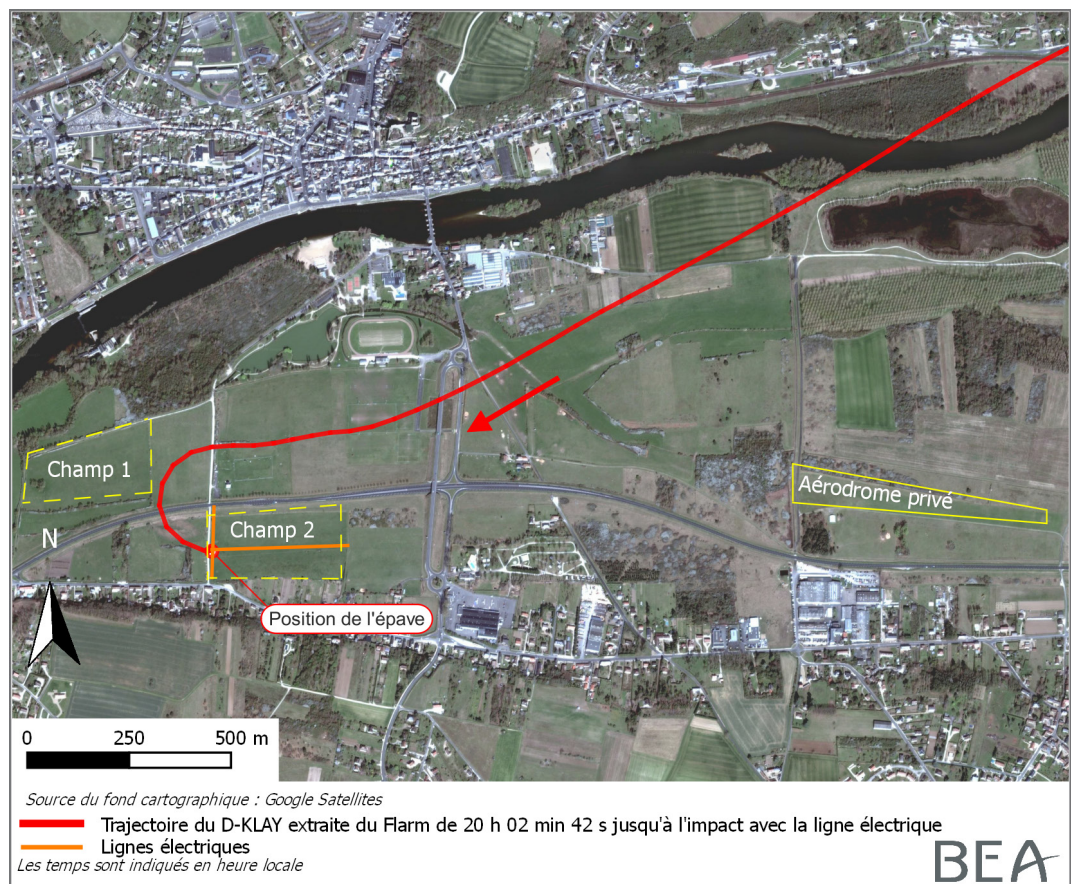 Champ 1
Aérodrome privé
Champ 2
N
Position de l'épave
0 250 500 m
Source du fond cartographique : Google Satellites
Trajectoire du D-KLAY extraite du Flarm de 20 h 02 min 42 s jusqu'à l'impact avec la ligne électrique
Lignes électriques
Les temps sont indiqués en heure locale
BEA